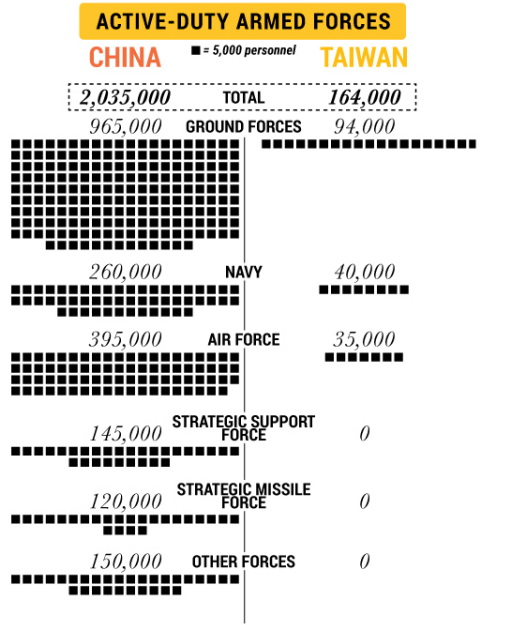 ACTIVE-DUTY ARMED FORCES
CHINA ■ = 5,000 personnel TAIWAN
2,035,000 TOTAL 164,000
965,000 GROUND FORCES 94,000
260,000 NAVY 40,000
395,000 AIR FORCE 35,000
STRATEGIC SUPPORT
145,000 FORCE 0
STRATEGIC MISSILE
120,000 FORCE 0
150,000 OTHER FORCES 0